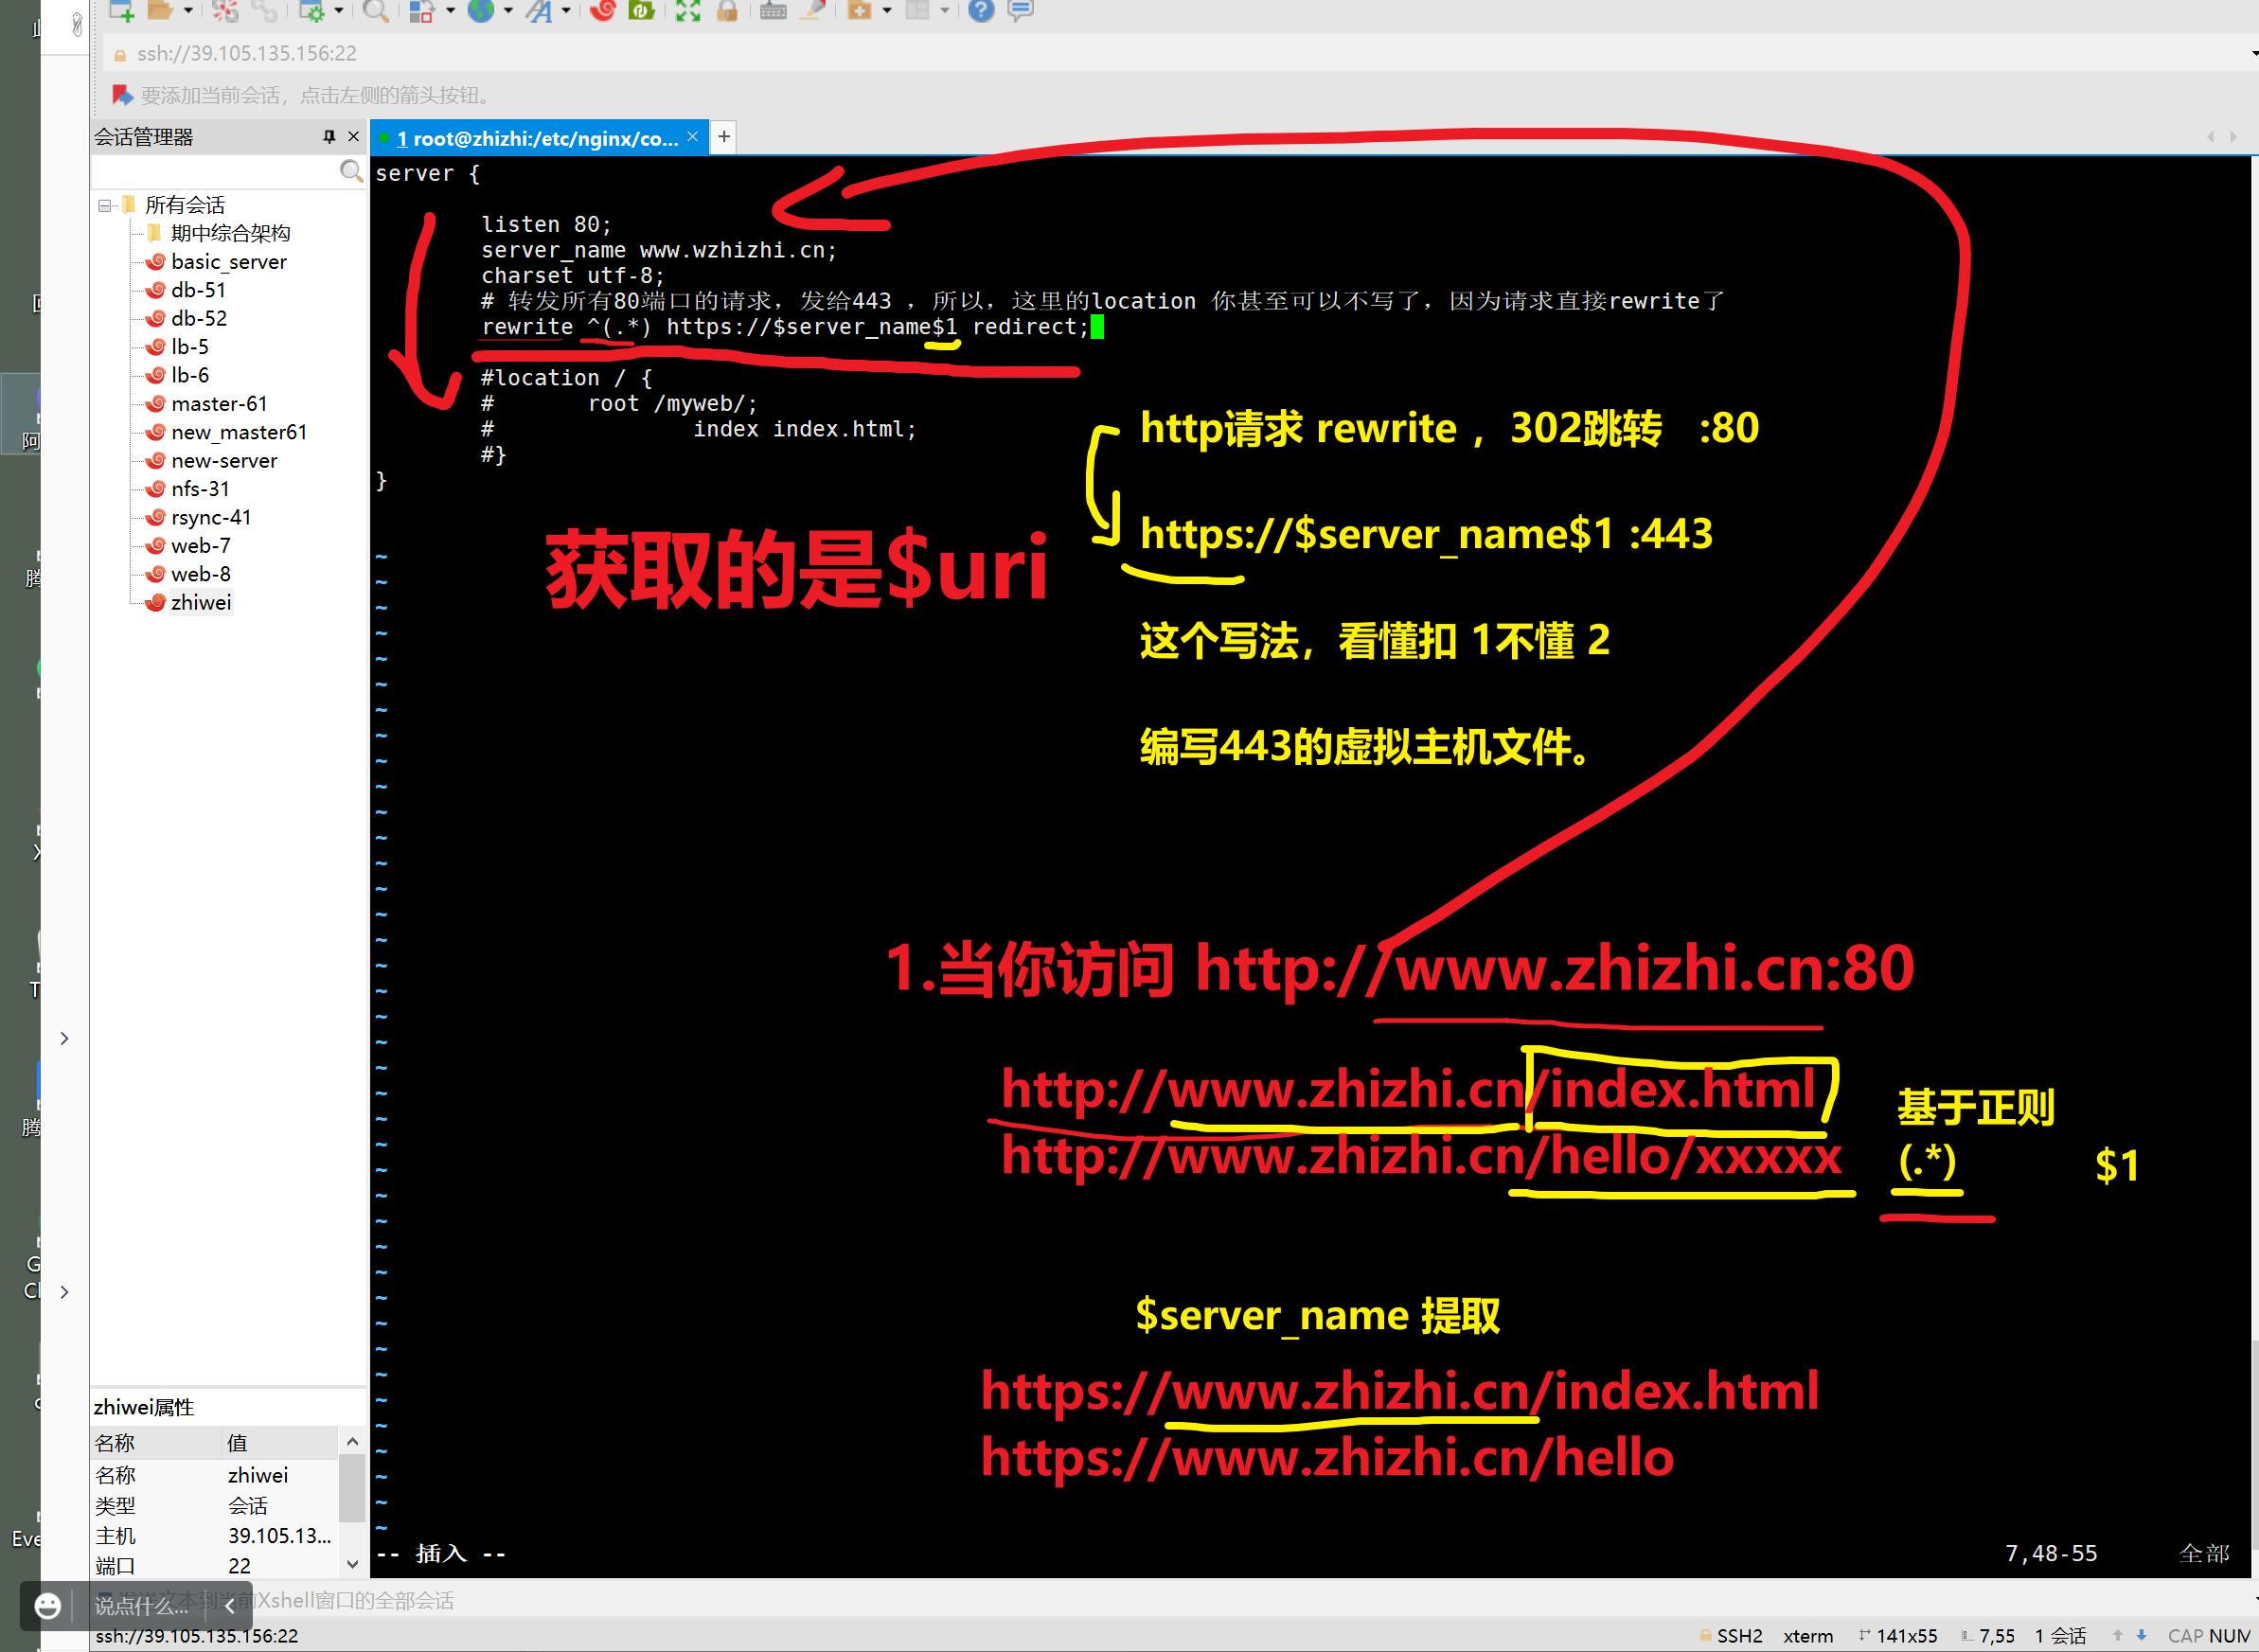 ssh://39.105.135.156:22
要添加当前会话，点击左侧的箭头按钮。
会话管理器
1 root@zhizhi:/etc/nginx/co...
所有会话
期中综合架构
basic_server
db-51
db-52
lb-5
lb-6
master-61
new_master61
new-server
nfs-31
rsync-41
web-7
web-8
zhiwei
server {
listen 80;
server_name www.wzhizhi.cn;
charset utf-8;
# 转发所有80端口的请求，发给443 ，所以，这里的location 你甚至可以不写了，因为请求直接rewrite了
rewrite ^(.*) https://$server_name$1 redirect;
#location / {
# root /myweb/;
# index index.html;
#}
}
http请求 rewrite ，302跳转 :80
https://$server_name$1 :443
获取的是$uri
这个写法，看懂扣 1不懂 2
编写443的虚拟主机文件。
1.当你访问 http://www.zhizhi.cn:80
http://www.zhizhi.cn/index.html
基于正则
http://www.zhizhi.cn/hello/xxxxx
(.*) $1
$server_name 提取
https://www.zhizhi.cn/index.html
https://www.zhizhi.cn/hello
-- 插入 --
7,48-55 全部
zhiwei属性
名称 值
名称 zhiwei
类型 会话
主机 39.105.13...
端口 22
说点什么...
Xshell窗口的全部会话
ssh://39.105.135.156:22
SSH2 xterm 141x55 7,55 1 会话 CAP NUM